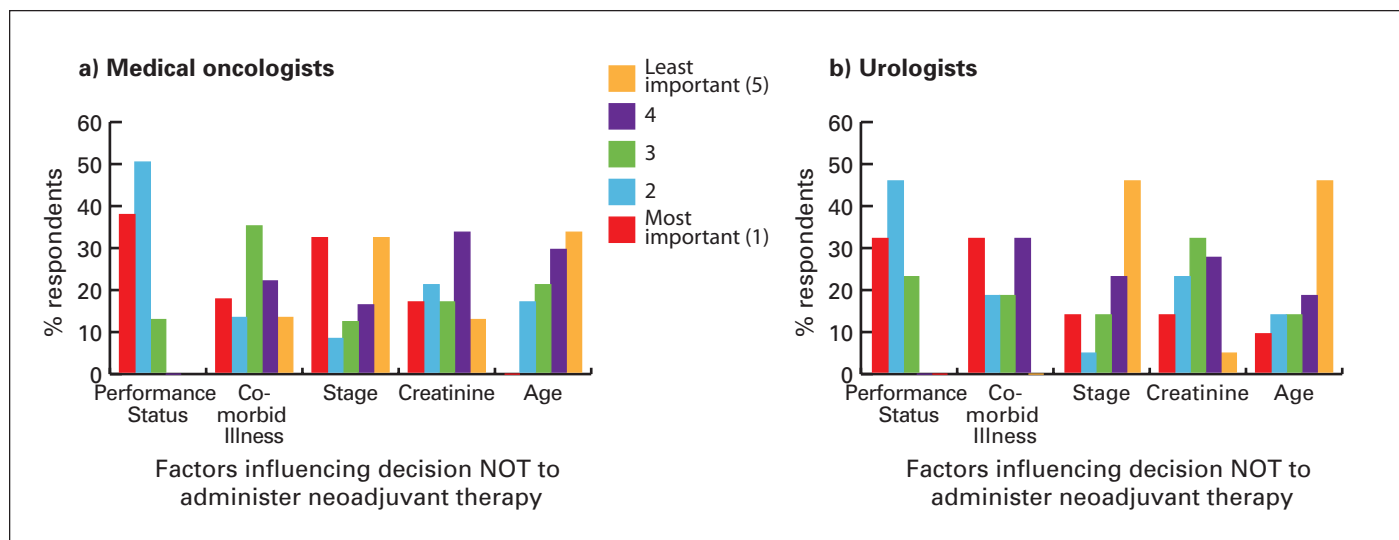 a) Medical oncologists
% respondents
60
50
40
30
20
10
0
Performance
Status
Co-
morbid
Illness
Stage
Creatinine
Age
Factors influencing decision NOT to
administer neoadjuvant therapy
Least
important (5)
4
3
2
Most
important (1)
b) Urologists
% respondents
60
50
40
30
20
10
0
Performance
Status
Co-
morbid
Illness
Stage
Creatinine
Age
Factors influencing decision NOT to
administer neoadjuvant therapy